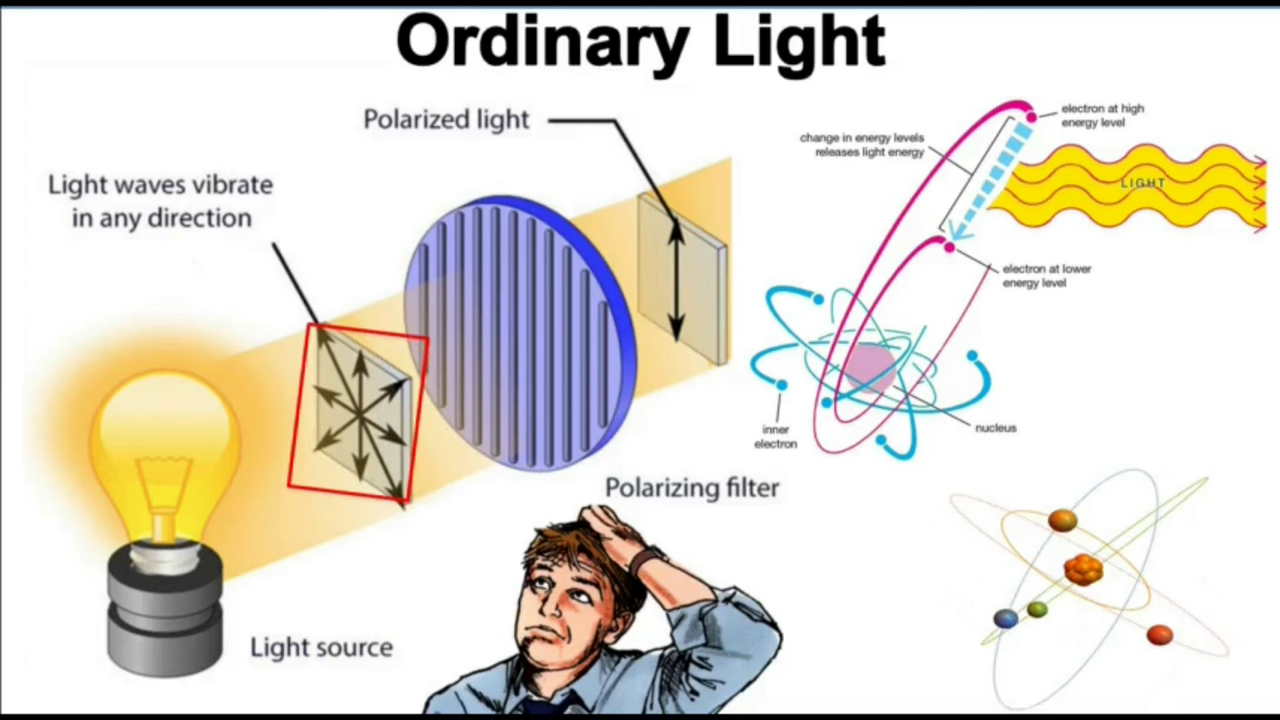 Ordinary Light
Polarized light
Light waves vibrate
in any direction
Polarizing filter
Light source
electron at high
energy level
change in energy levels
releases light energy
LIGHT
electron at lower
energy level
inner
electron
nucleus